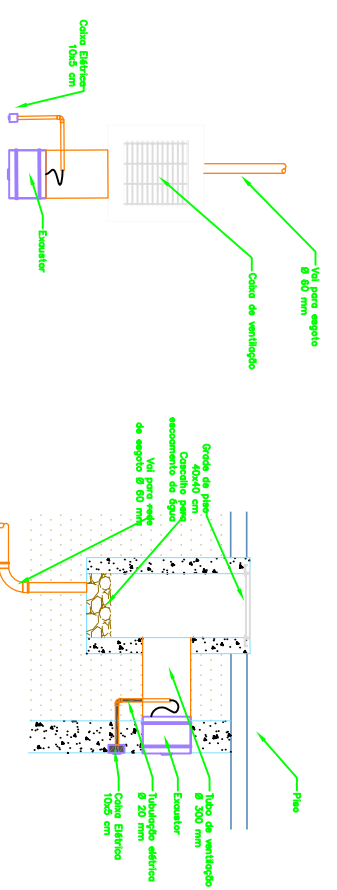 Caixa Elétrica
10x5 cm
Exaustor
Vai para esgoto
Ø 60 mm
Caixa de ventilação
Grade de piso
40x40 cm
Cascalho para
escoamento da água
Vai para rede
de esgoto Ø 60 mm
Piso
Tubo de ventilação
Ø 300 mm
Exaustor
Tubulação elétrica
Ø 20 mm
Caixa Elétrica
10x5 cm